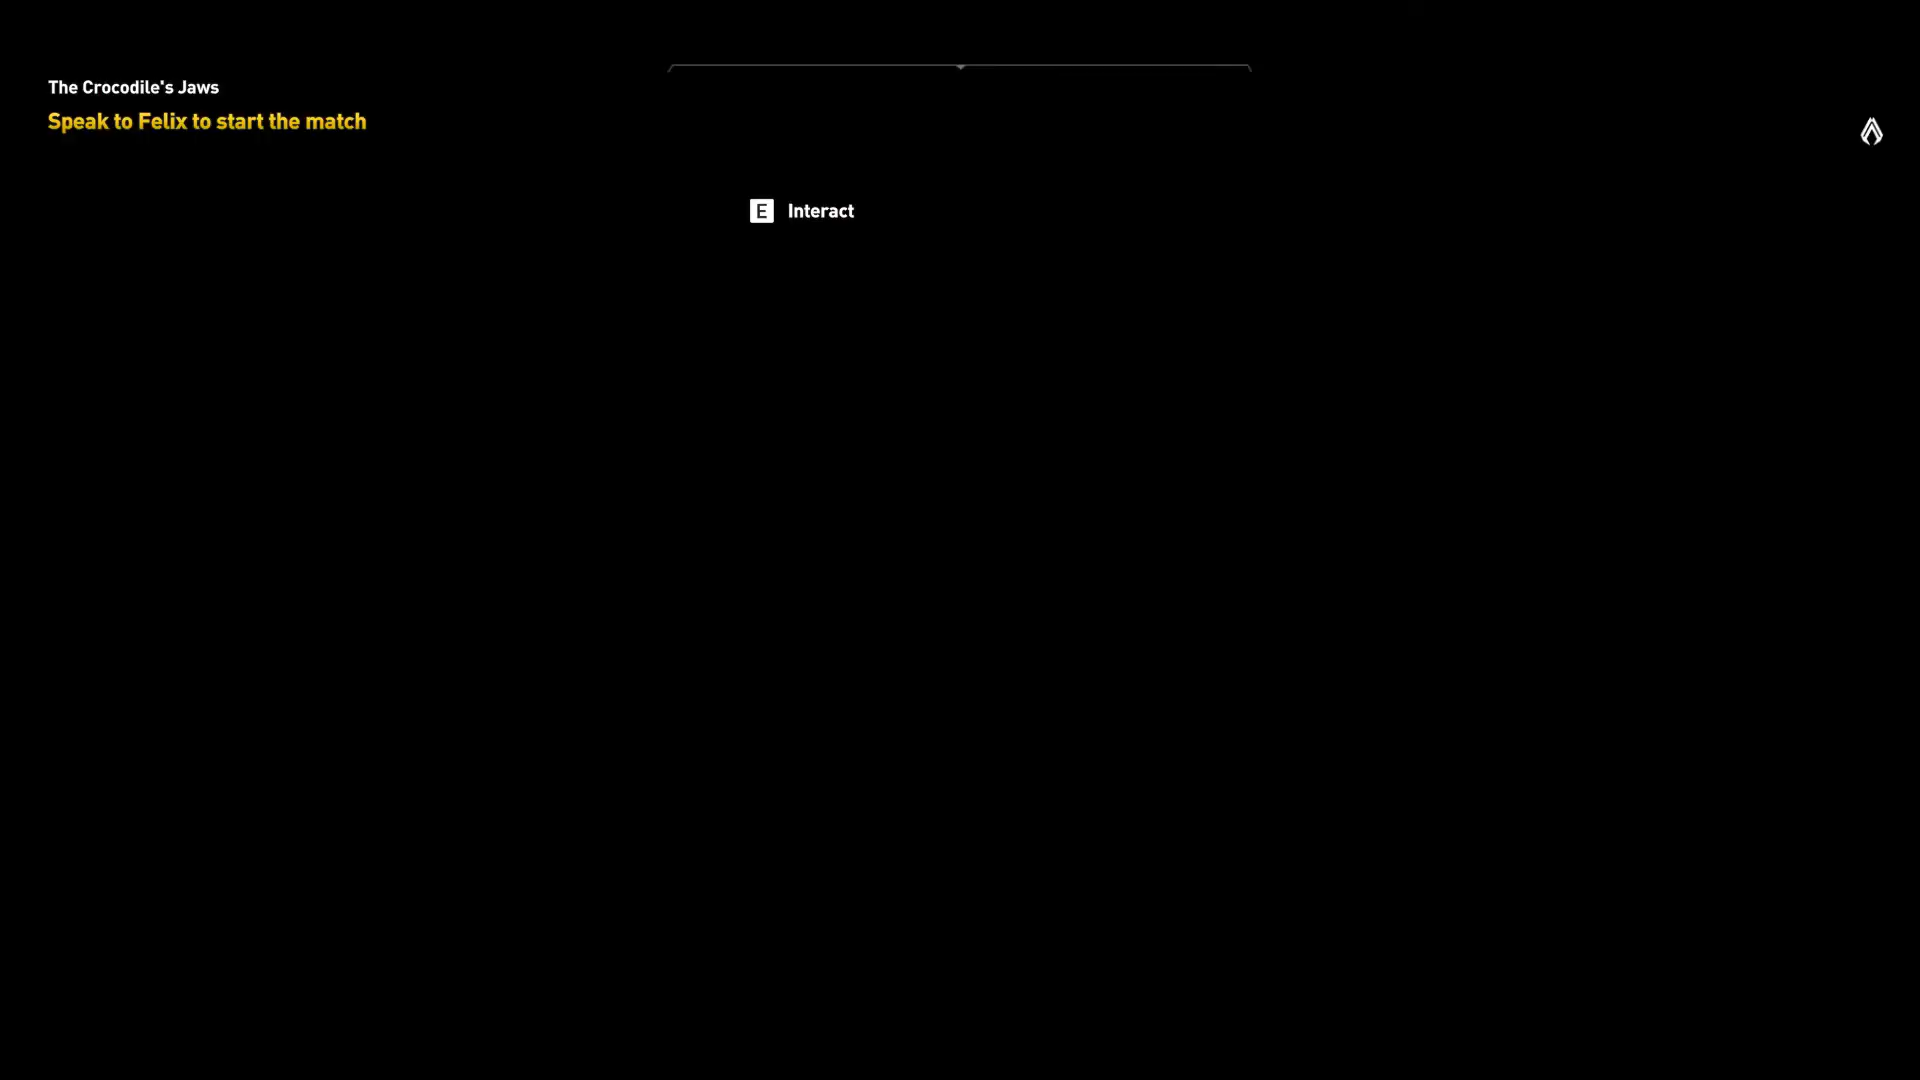 The Crocodile's Jaws
Speak to Felix to start the match
E Interact